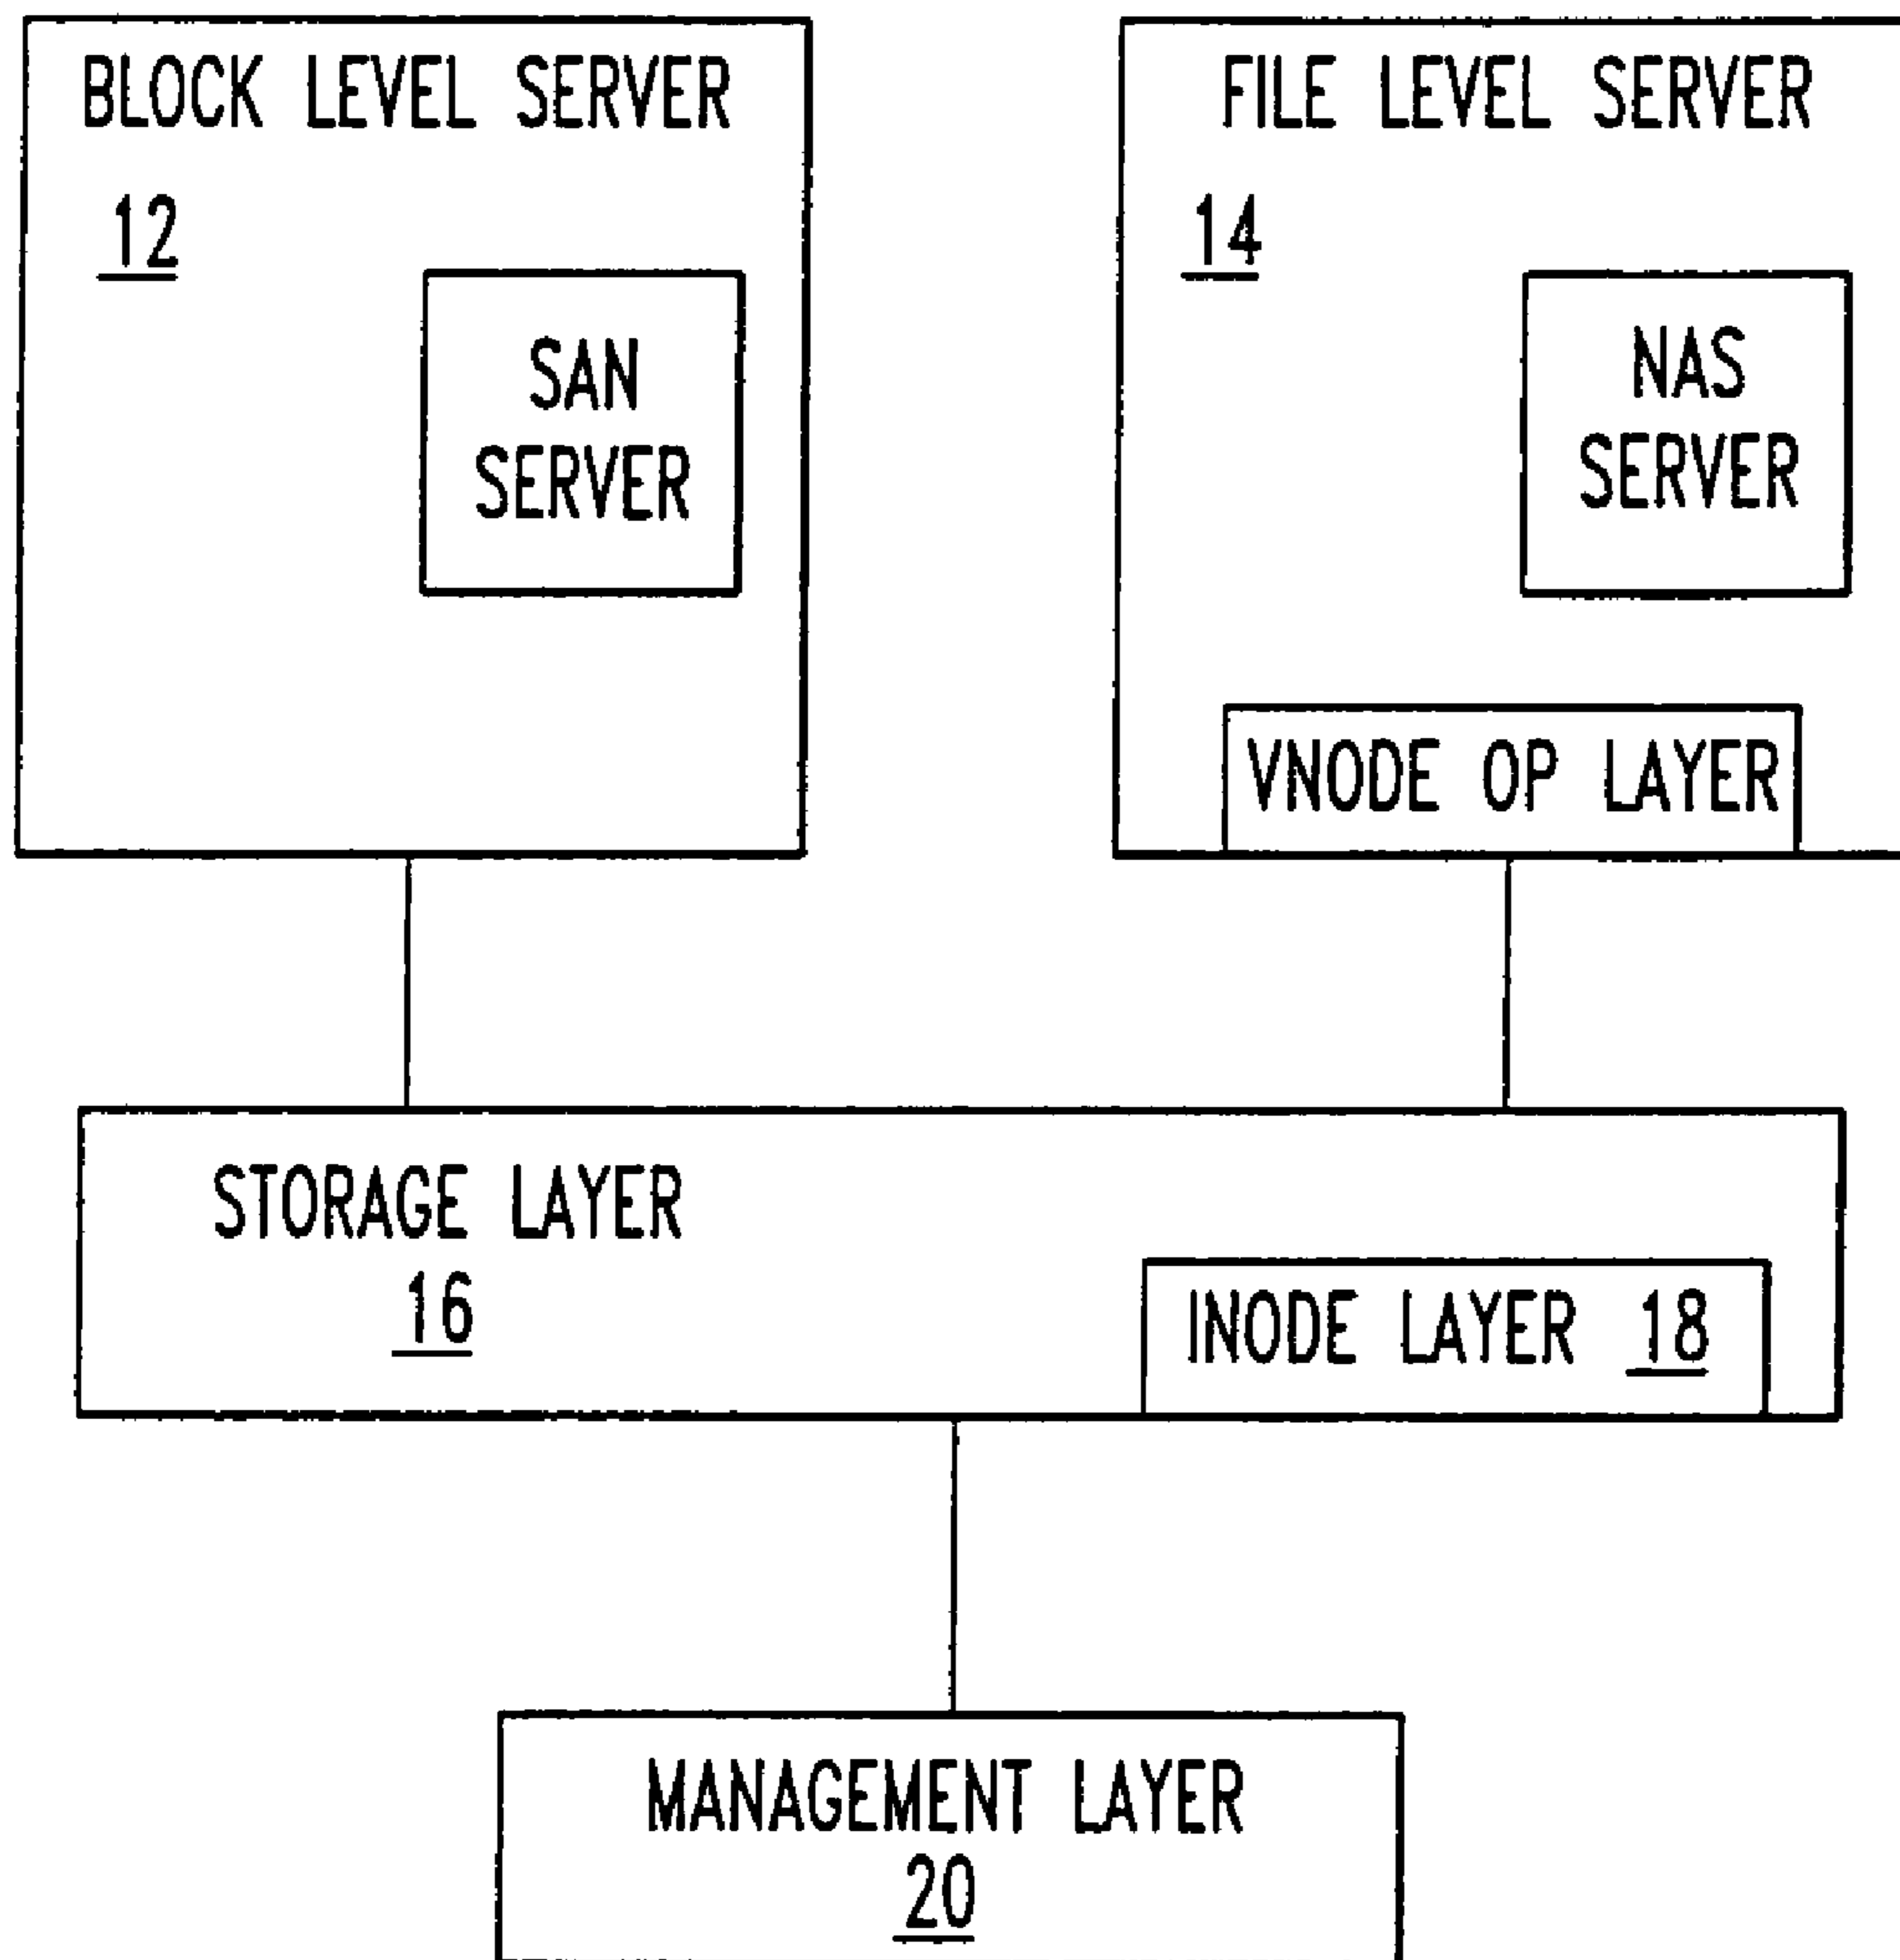 BLOCK LEVEL SERVER
12
SAN
SERVER
FILE LEVEL SERVER
14
NAS
SERVER
VNODE OP LAYER
STORAGE LAYER
16
INODE LAYER 18
MANAGEMENT LAYER
20